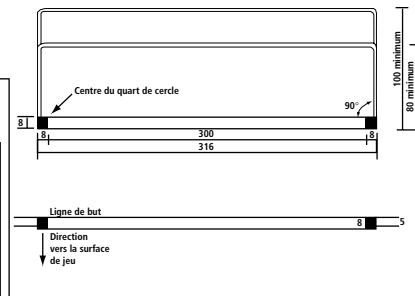 100 minimum
80 minimum
Centre du quart de cercle
90°
8
8
300
8
316
Ligne de but
8
5
Direction
vers la surface
de jeu